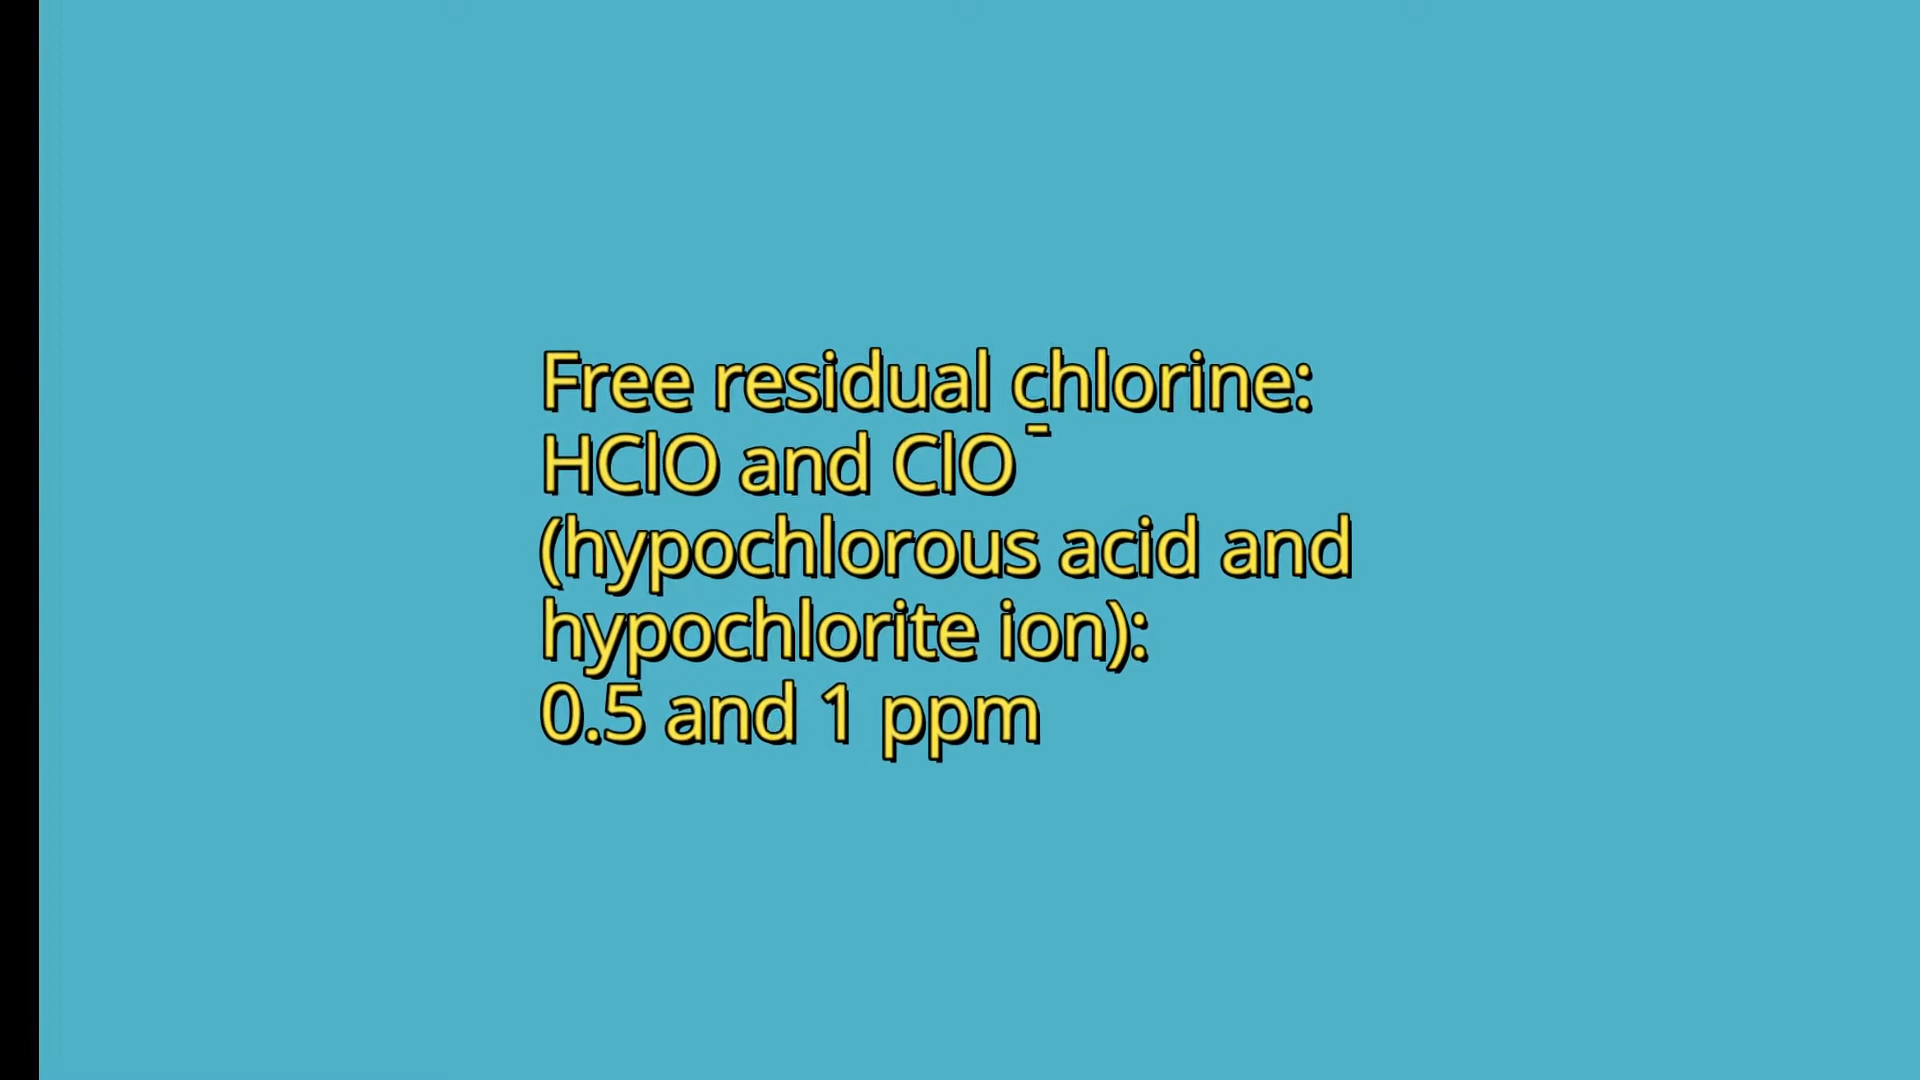 Free residual chlorine:
HClO and ClO⁻
(hypochlorous acid and
hypochlorite ion):
0.5 and 1 ppm